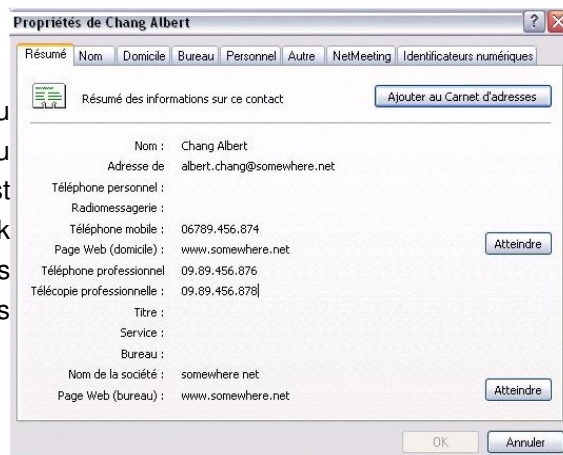 Propriétés de Chang Albert
Résumé Nom Domicile Bureau Personnel Autre NetMeeting Identificateurs numériques
Résumé des informations sur ce contact Ajouter au Carnet d'adresses
Nom : Chang Albert
Adresse de albert.chang@somewhere.net
Téléphone personnel :
Radiomessagerie :
Téléphone mobile : 06789.456.874
Page Web (domicile) : www.somewhere.net Atteindre
Téléphone professionnel 09.89.456.876
Télécopie professionnelle : 09.89.456.878
Titre :
Service :
Bureau :
Nom de la société : somewhere net
Page Web (bureau) : www.somewhere.net Atteindre
OK Annuler